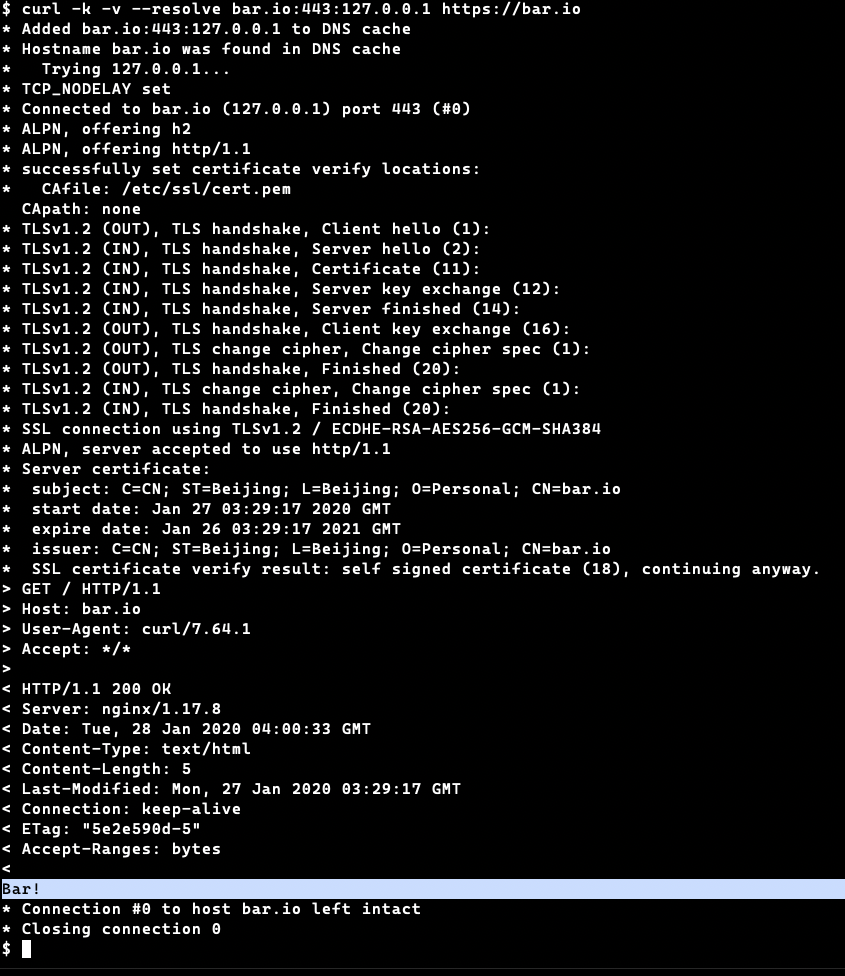 $ curl -k -v --resolve bar.io:443:127.0.0.1 https://bar.io
* Added bar.io:443:127.0.0.1 to DNS cache
* Hostname bar.io was found in DNS cache
*   Trying 127.0.0.1...
* TCP_NODELAY set
* Connected to bar.io (127.0.0.1) port 443 (#0)
* ALPN, offering h2
* ALPN, offering http/1.1
* successfully set certificate verify locations:
*   CAfile: /etc/ssl/cert.pem
  CApath: none
* TLSv1.2 (OUT), TLS handshake, Client hello (1):
* TLSv1.2 (IN), TLS handshake, Server hello (2):
* TLSv1.2 (IN), TLS handshake, Certificate (11):
* TLSv1.2 (IN), TLS handshake, Server key exchange (12):
* TLSv1.2 (IN), TLS handshake, Server finished (14):
* TLSv1.2 (OUT), TLS handshake, Client key exchange (16):
* TLSv1.2 (OUT), TLS change cipher, Change cipher spec (1):
* TLSv1.2 (OUT), TLS handshake, Finished (20):
* TLSv1.2 (IN), TLS change cipher, Change cipher spec (1):
* TLSv1.2 (IN), TLS handshake, Finished (20):
* SSL connection using TLSv1.2 / ECDHE-RSA-AES256-GCM-SHA384
* ALPN, server accepted to use http/1.1
* Server certificate:
*  subject: C=CN; ST=Beijing; L=Beijing; O=Personal; CN=bar.io
*  start date: Jan 27 03:29:17 2020 GMT
*  expire date: Jan 26 03:29:17 2021 GMT
*  issuer: C=CN; ST=Beijing; L=Beijing; O=Personal; CN=bar.io
*  SSL certificate verify result: self signed certificate (18), continuing anyway.
> GET / HTTP/1.1
> Host: bar.io
> User-Agent: curl/7.64.1
> Accept: */*
>
< HTTP/1.1 200 OK
< Server: nginx/1.17.8
< Date: Tue, 28 Jan 2020 04:00:33 GMT
< Content-Type: text/html
< Content-Length: 5
< Last-Modified: Mon, 27 Jan 2020 03:29:17 GMT
< Connection: keep-alive
< ETag: "5e2e590d-5"
< Accept-Ranges: bytes
<
Bar!
* Connection #0 to host bar.io left intact
* Closing connection 0
$